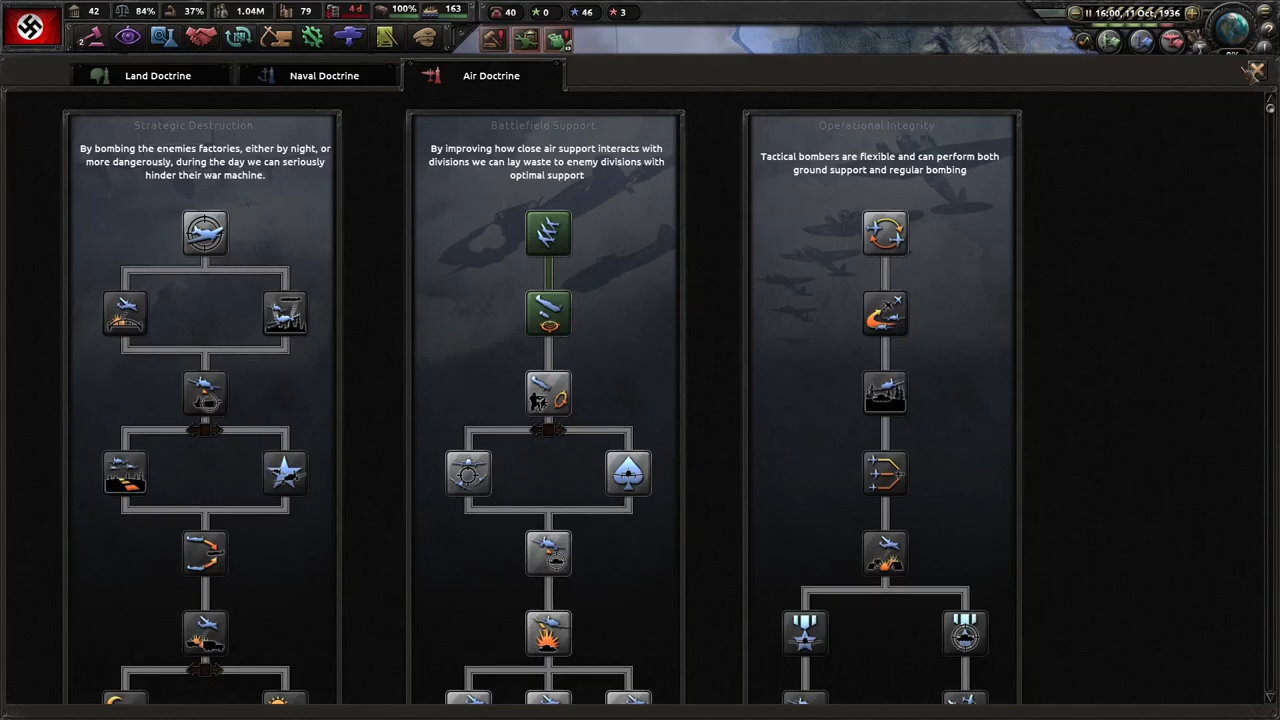 42
84%
37%
1.04M
79
4 d
100%
163
40
0
46
3
16:00, 11 Oct, 1936
2
Land Doctrine
Naval Doctrine
Air Doctrine
Strategic Destruction
By bombing the enemies factories, either by night, or
more dangerously, during the day we can seriously
hinder their war machine.
Battlefield Support
By improving how close air support interacts with
divisions we can lay waste to enemy divisions with
optimal support
Operational Integrity
Tactical bombers are flexible and can perform both
ground support and regular bombing